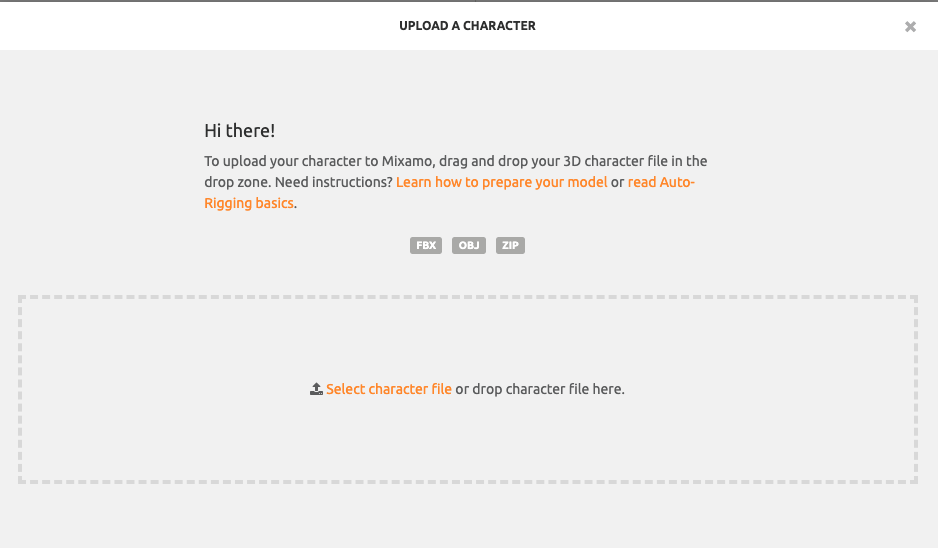 UPLOAD A CHARACTER
Hi there!
To upload your character to Mixamo, drag and drop your 3D character file in the
drop zone. Need instructions? Learn how to prepare your model or read Auto-
Rigging basics.
FBX OBJ ZIP
Select character file or drop character file here.